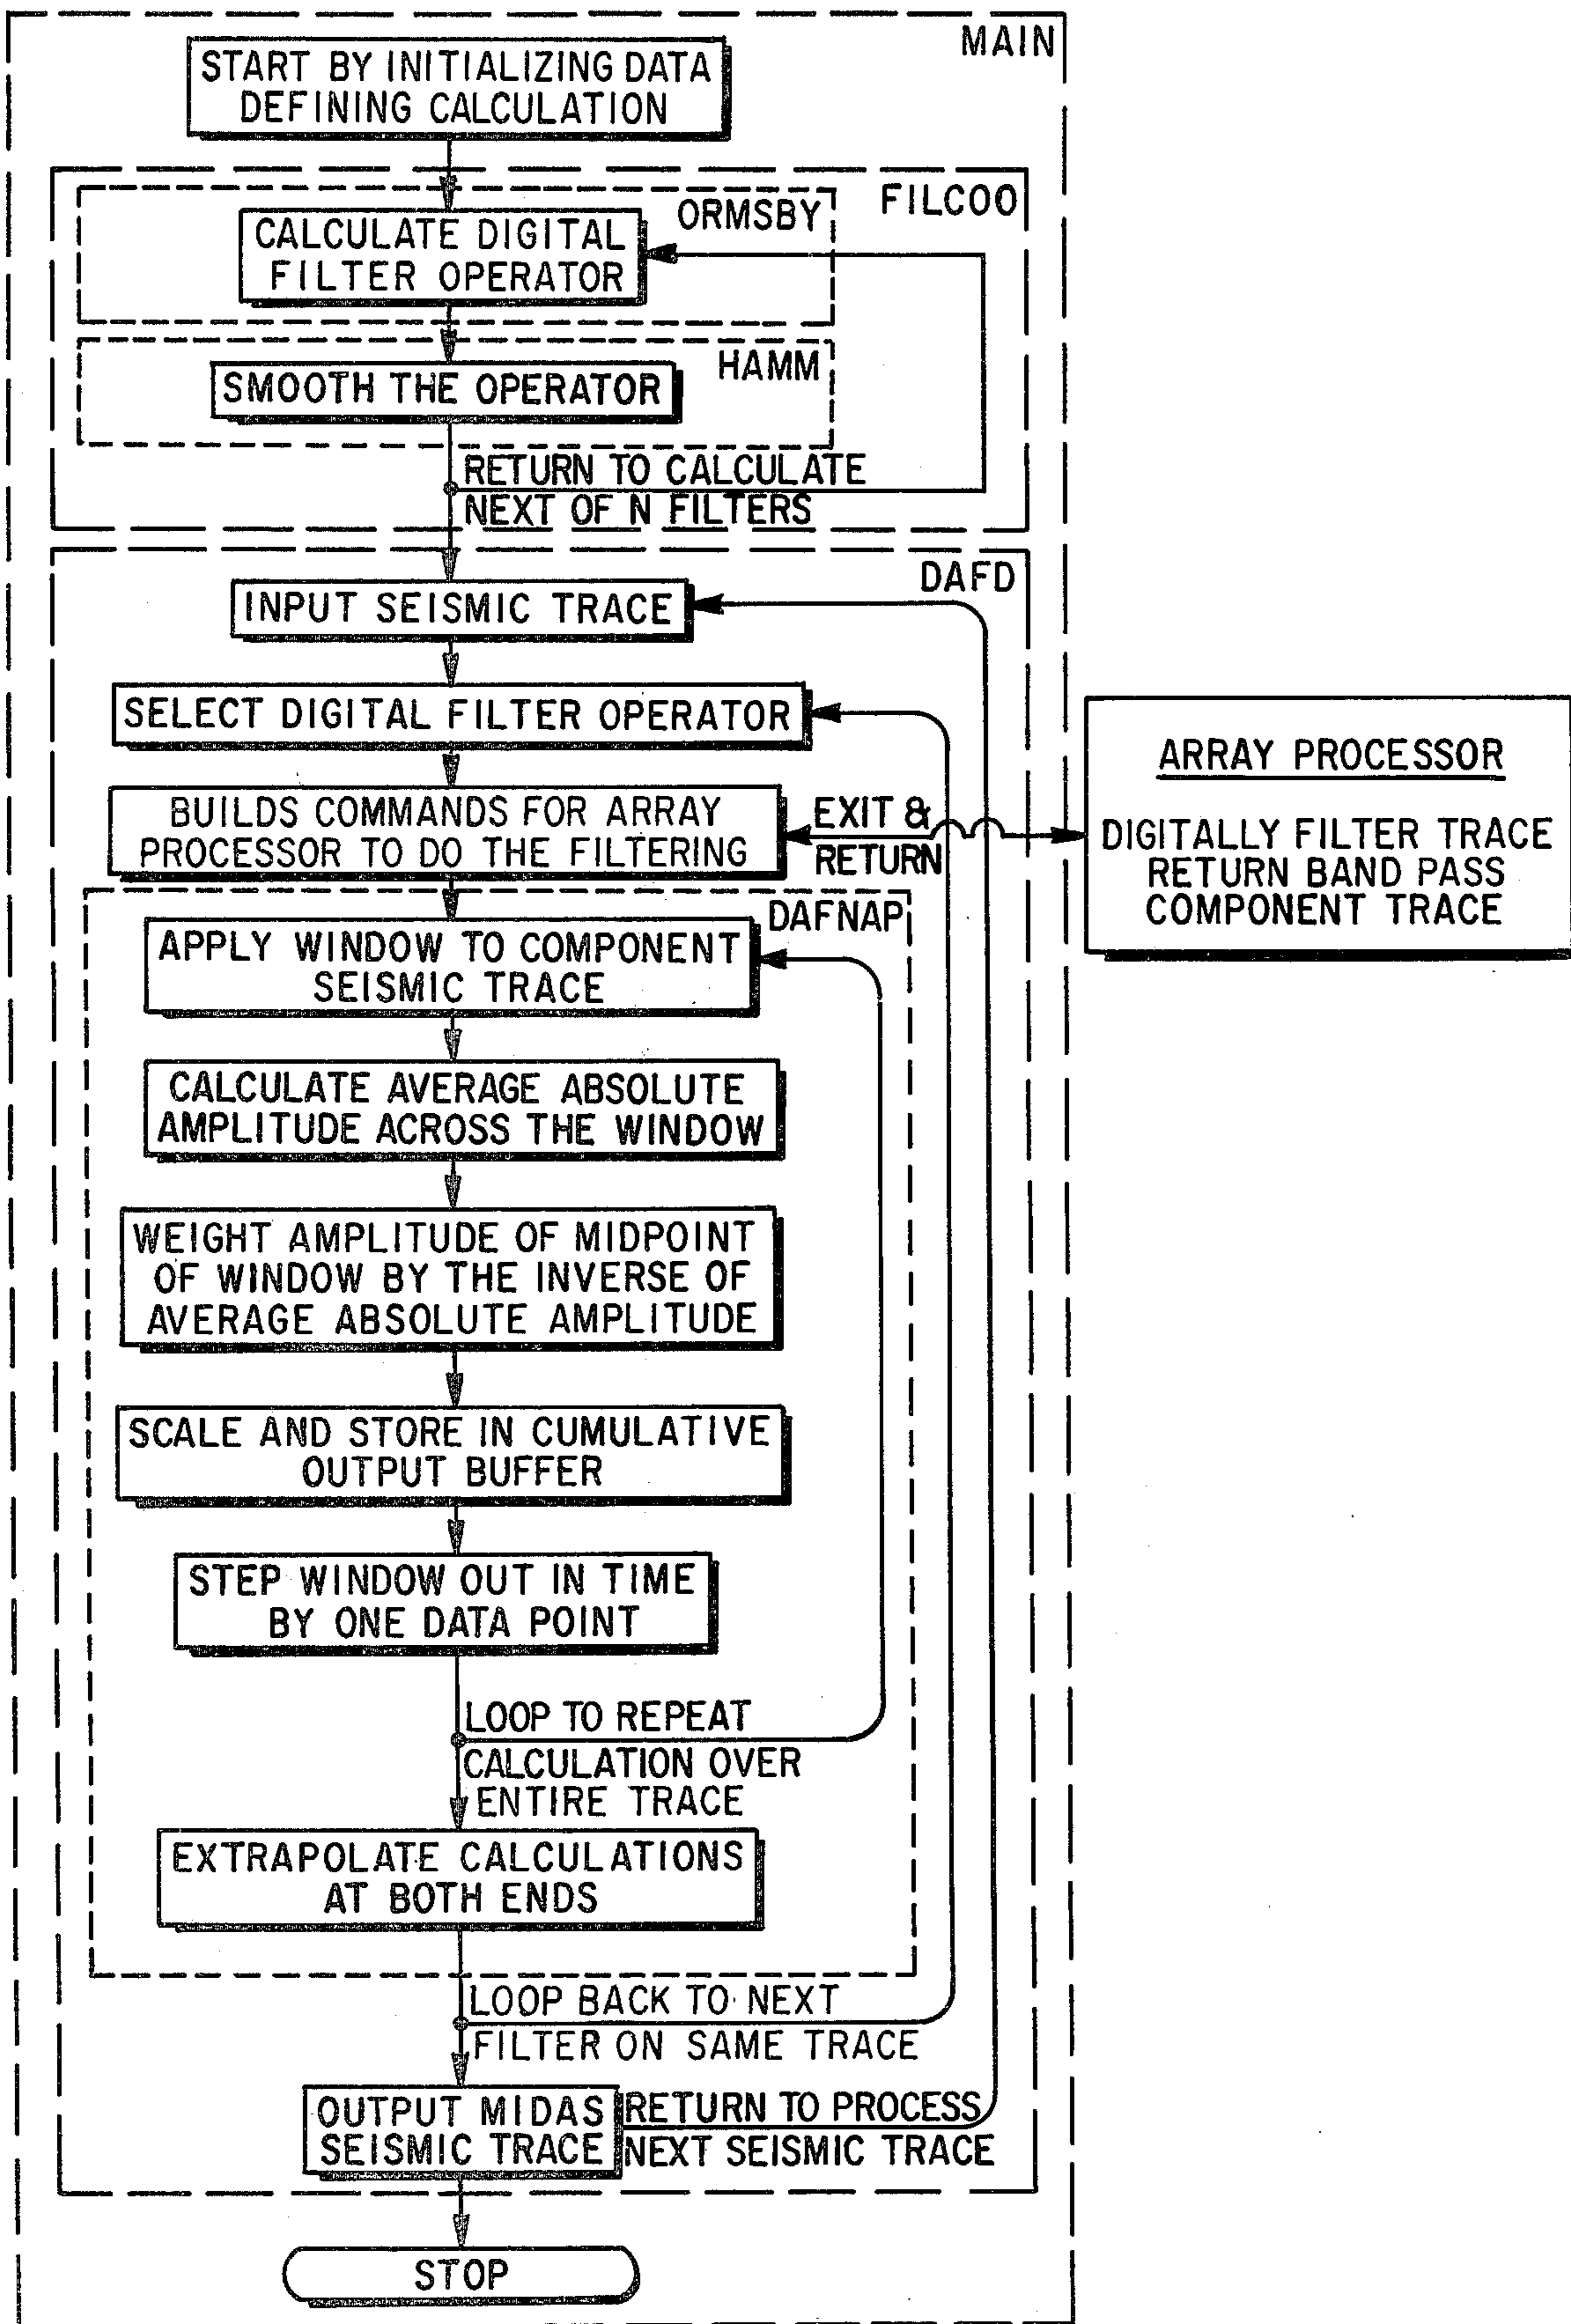 MAIN
START BY INITIALIZING DATA
DEFINING CALCULATION
FILCOO
ORMSBY
CALCULATE DIGITAL
FILTER OPERATOR
HAMM
SMOOTH THE OPERATOR
RETURN TO CALCULATE
NEXT OF N FILTERS
DAFD
INPUT SEISMIC TRACE
SELECT DIGITAL FILTER OPERATOR
BUILDS COMMANDS FOR ARRAY
PROCESSOR TO DO THE FILTERING
EXIT &
RETURN
ARRAY PROCESSOR
DIGITALLY FILTER TRACE
RETURN BAND PASS
COMPONENT TRACE
DAFNAP
APPLY WINDOW TO COMPONENT
SEISMIC TRACE
CALCULATE AVERAGE ABSOLUTE
AMPLITUDE ACROSS THE WINDOW
WEIGHT AMPLITUDE OF MIDPOINT
OF WINDOW BY THE INVERSE OF
AVERAGE ABSOLUTE AMPLITUDE
SCALE AND STORE IN CUMULATIVE
OUTPUT BUFFER
STEP WINDOW OUT IN TIME
BY ONE DATA POINT
LOOP TO REPEAT
CALCULATION OVER
ENTIRE TRACE
EXTRAPOLATE CALCULATIONS
AT BOTH ENDS
LOOP BACK TO NEXT
FILTER ON SAME TRACE
OUTPUT MIDAS
SEISMIC TRACE
RETURN TO PROCESS
NEXT SEISMIC TRACE
STOP